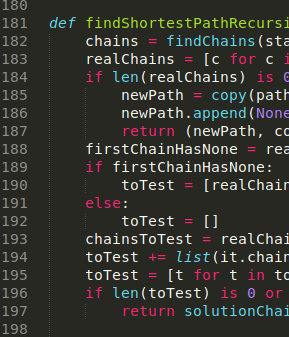 180
181 def findShortestPathRecursi
182 chains = findChains(sta
183 realChains = [c for c i
184 if len(realChains) is 0
185 newPath = copy(path
186 newPath.append(None
187 return (newPath, co
188 firstChainHasNone = rea
189 if firstChainHasNone:
190 toTest = [realChain
191 else:
192 toTest = []
193 chainsToTest = realChai
194 toTest += list(it.chain
195 toTest = [t for t in to
196 if len(toTest) is 0 or
197 return solutionChai
198